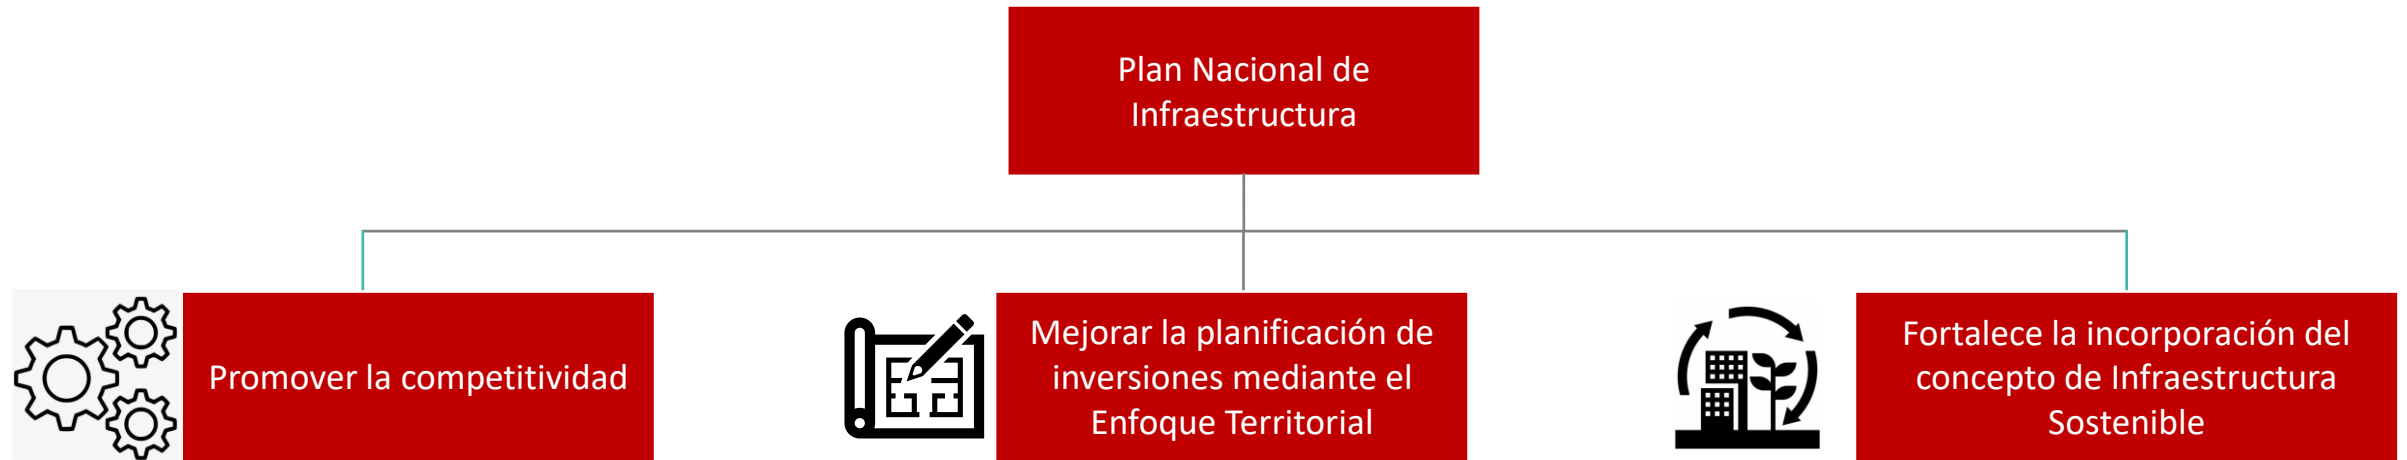 Plan Nacional de
Infraestructura
Promover la competitividad
Mejorar la planificación de
inversiones mediante el
Enfoque Territorial
Fortalece la incorporación del
concepto de Infraestructura
Sostenible